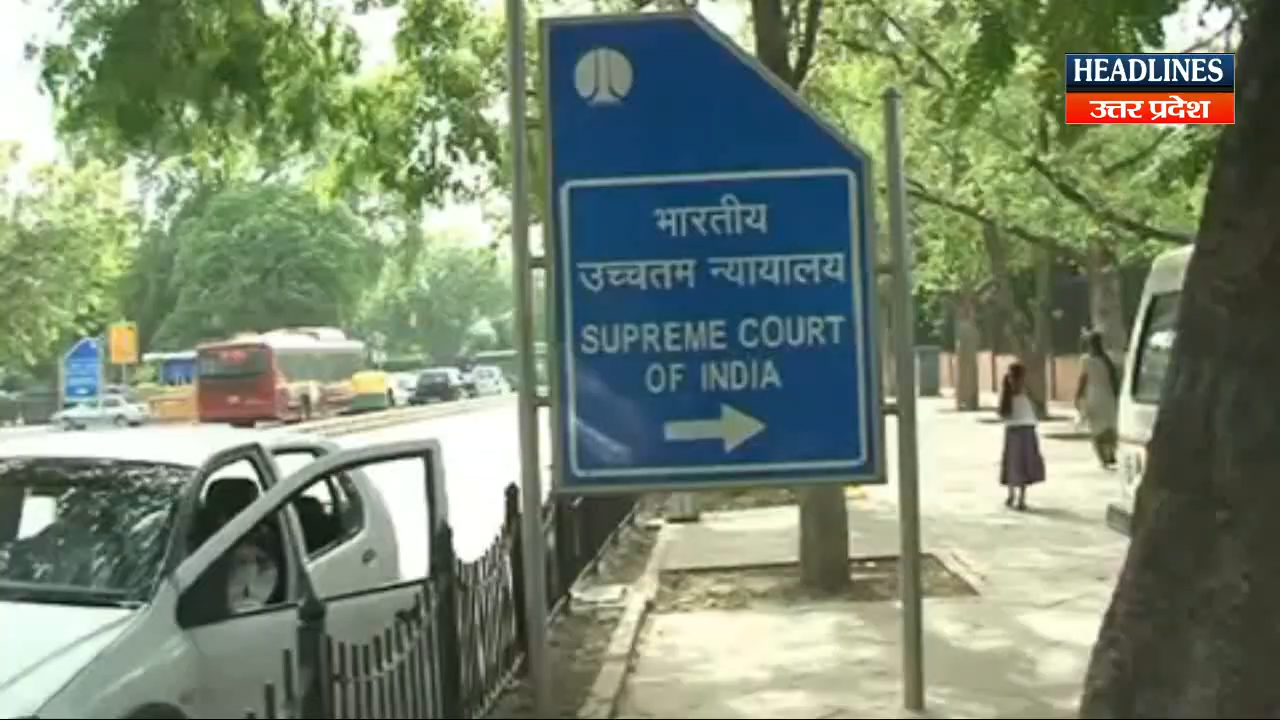 HEADLINES
उत्तर प्रदेश
भारतीय
उच्चतम न्यायालय
SUPREME COURT
OF INDIA